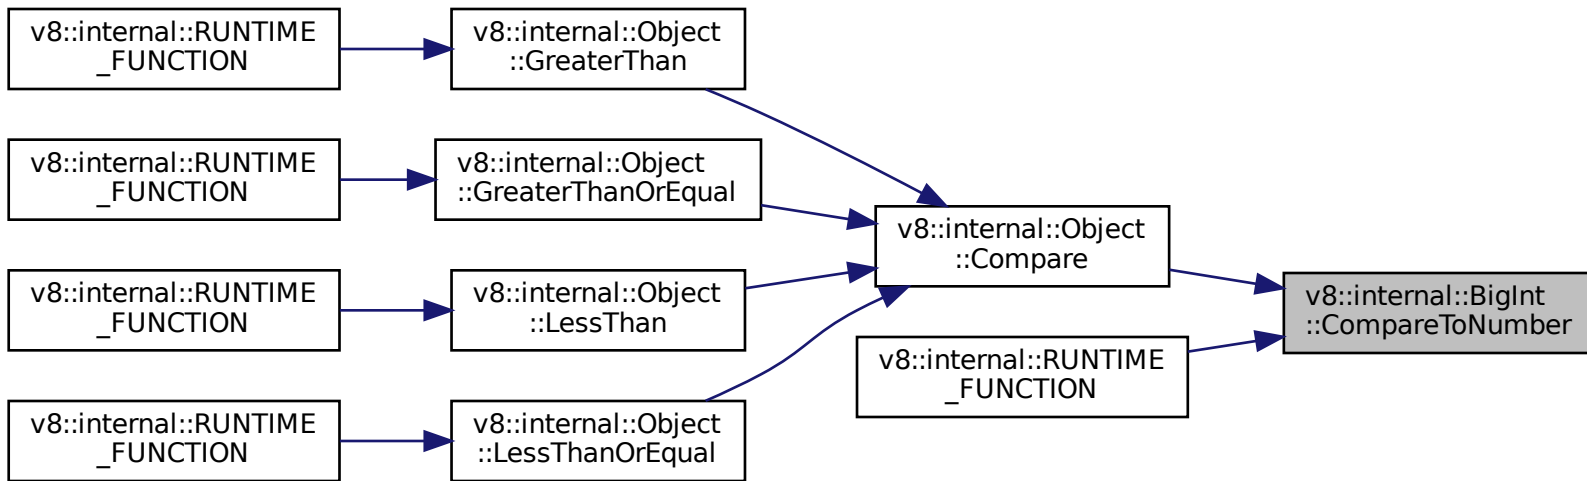 v8::internal::RUNTIME
_FUNCTION
v8::internal::Object
::GreaterThan
v8::internal::RUNTIME
_FUNCTION
v8::internal::Object
::GreaterThanOrEqual
v8::internal::Object
::Compare
v8::internal::RUNTIME
_FUNCTION
v8::internal::Object
::LessThan
v8::internal::BigInt
::CompareToNumber
v8::internal::RUNTIME
_FUNCTION
v8::internal::RUNTIME
_FUNCTION
v8::internal::Object
::LessThanOrEqual